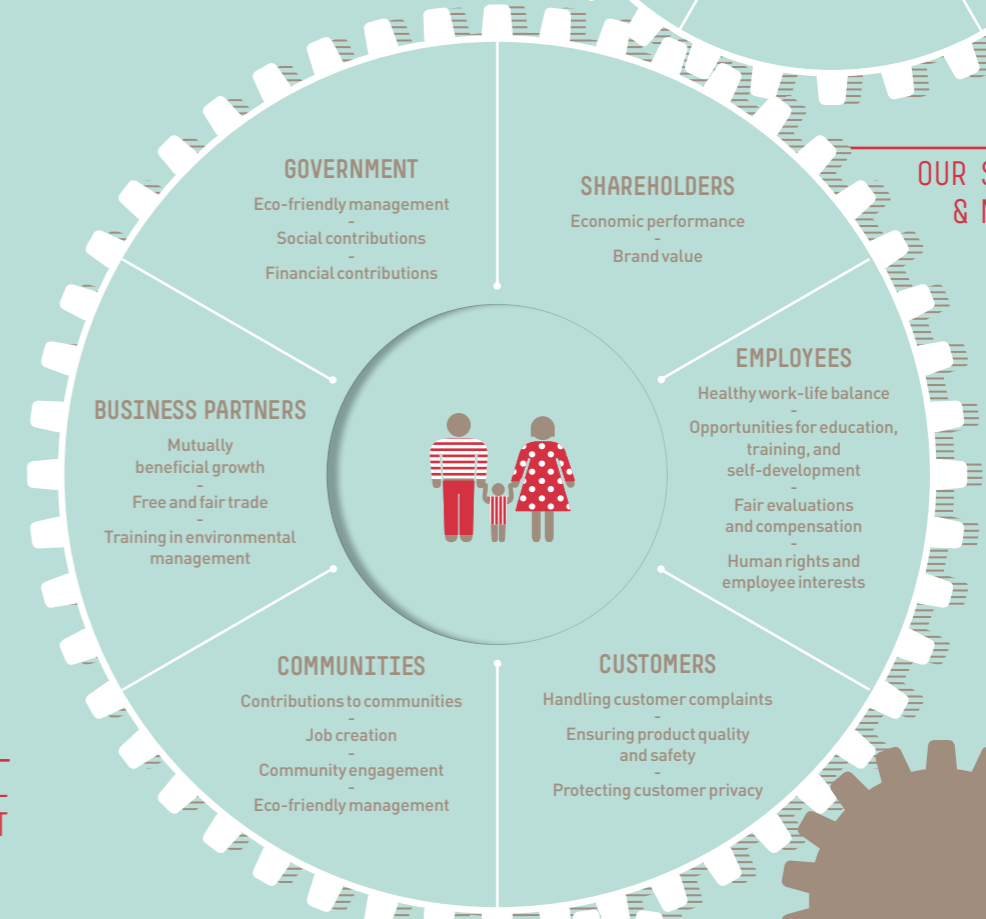 GOVERNMENT
Eco-friendly management
-
Social contributions
-
Financial contributions
SHAREHOLDERS
Economic performance
-
Brand value
OUR S
& N
EMPLOYEES
Healthy work-life balance
-
Opportunities for education,
training, and
self-development
-
Fair evaluations
and compensation
-
Human rights and
employee interests
BUSINESS PARTNERS
Mutually
beneficial growth
-
Free and fair trade
-
Training in environmental
management
COMMUNITIES
Contributions to communities
-
Job creation
-
Community engagement
-
Eco-friendly management
CUSTOMERS
Handling customer complaints
-
Ensuring product quality
and safety
-
Protecting customer privacy
T